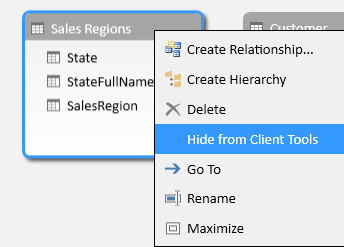 Sales Regions
Customer
State
StateFullName
SalesRegion
Create Relationship...
Create Hierarchy
Delete
Hide from Client Tools
Go To
Rename
Maximize